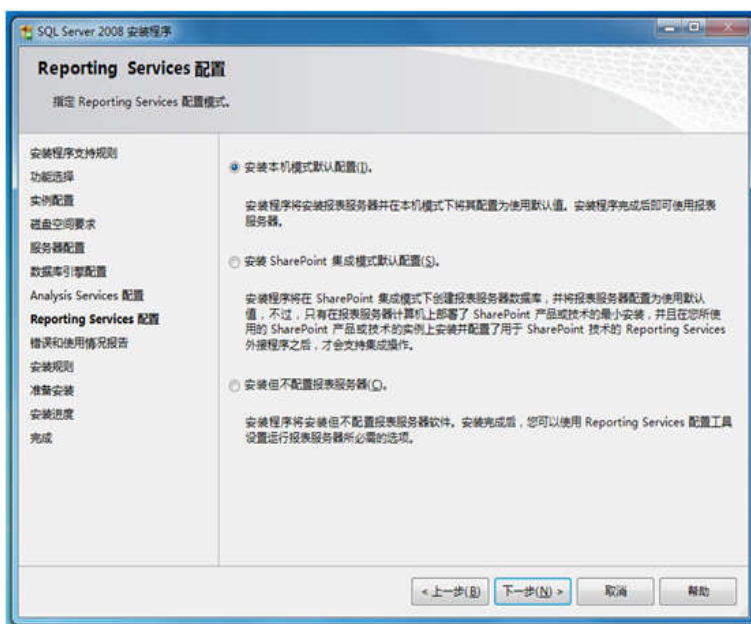 SQL Server 2008 安装程序
Reporting Services 配置
指定 Reporting Services 配置模式。
安装程序支持规则
功能选择
实例配置
磁盘空间要求
服务器配置
数据库引擎配置
Analysis Services 配置
Reporting Services 配置
错误和使用情况报告
安装规则
准备安装
安装进度
完成
安装本机模式默认配置(I)。
安装程序将安装报表服务器并在本机模式下将其配置为使用默认值。安装程序完成后即可使用报表
服务器。
安装 SharePoint 集成模式默认配置(S)。
安装程序将在 SharePoint 集成模式下创建报表服务器数据库，并将报表服务器配置为使用默认
值，不过，只有在报表服务器计算机上部署了 SharePoint 产品或技术的最小安装，并且在您所使
用的 SharePoint 产品或技术的实例上安装并配置了用于 SharePoint 技术的 Reporting Services
外接程序之后，才会支持集成操作。
安装但不配置报表服务器(C)。
安装程序将安装但不配置报表服务器软件。安装完成后，您可以使用 Reporting Services 配置工具
设置运行报表服务器所必需的选项。
< 上一步(B)
下一步(N) >
取消
帮助